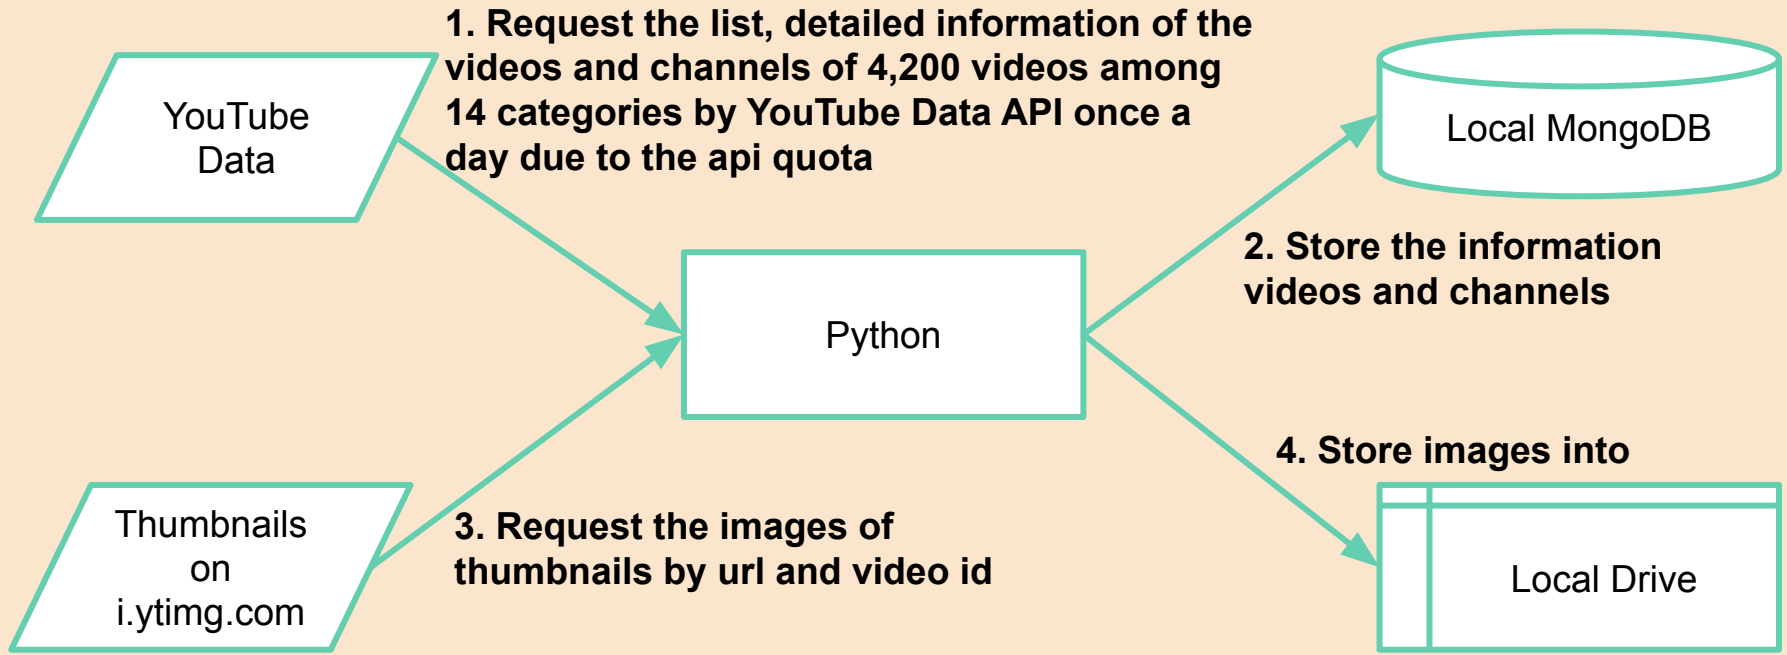 1. Request the list, detailed information of the
videos and channels of 4,200 videos among
14 categories by YouTube Data API once a
day due to the api quota
YouTube
Data
Local MongoDB
2. Store the information
videos and channels
Python
4. Store images into
Thumbnails
on
i.ytimg.com
3. Request the images of
thumbnails by url and video id
Local Drive